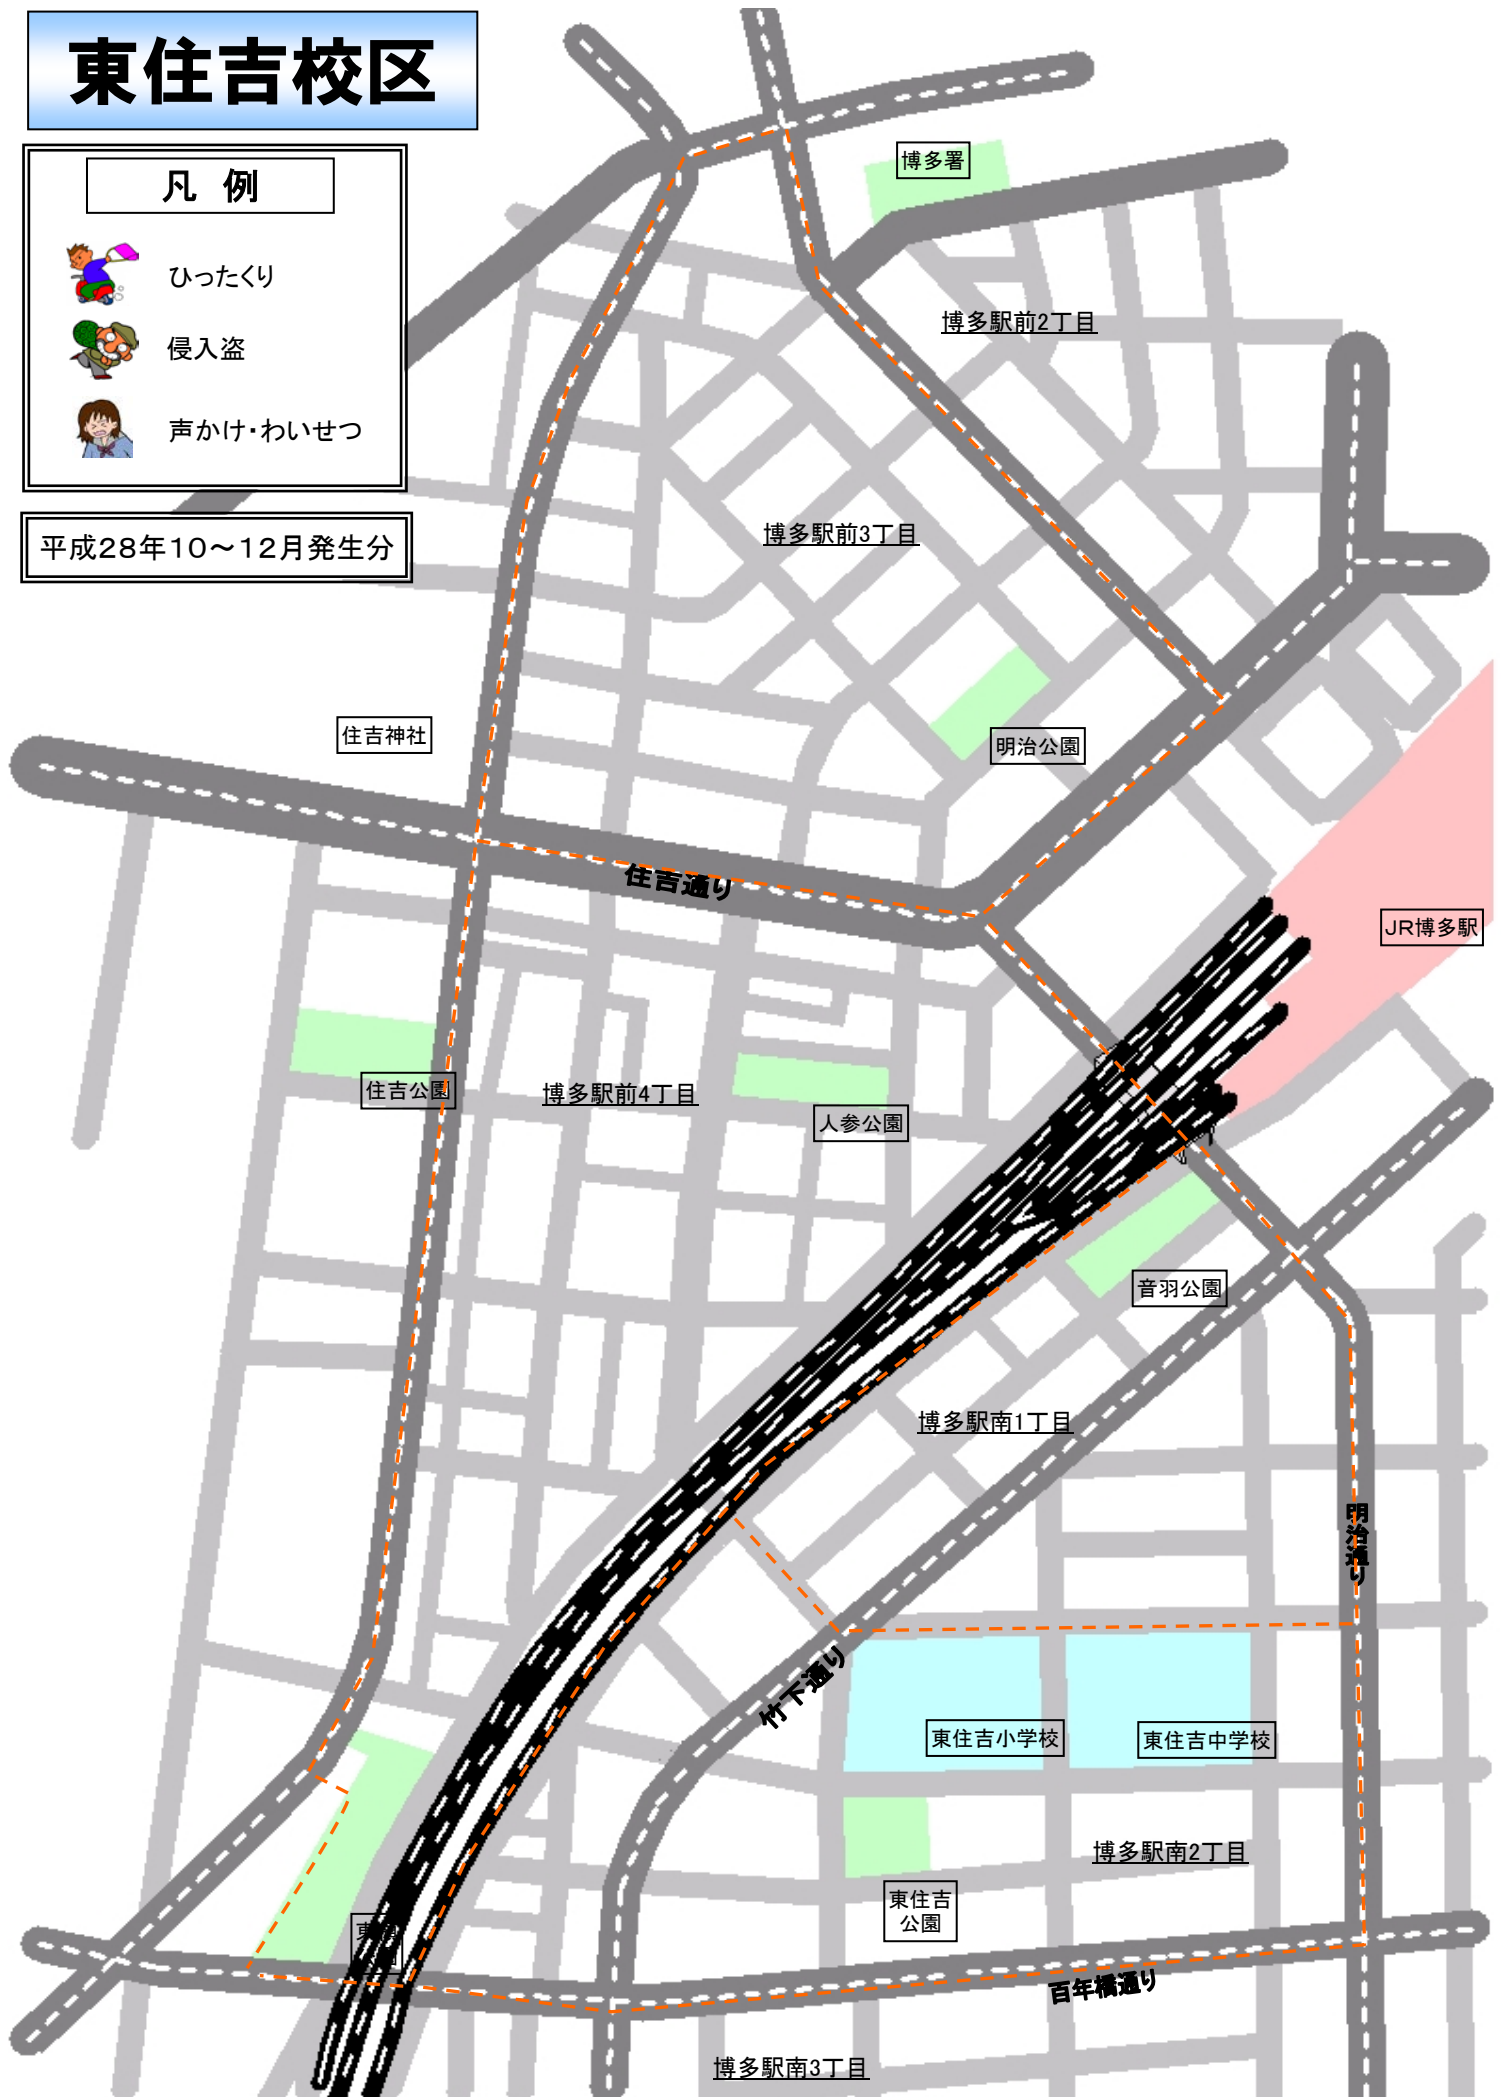 東住吉校区
凡 例
ひったくり
侵入盗
声かけ・わいせつ
平成28年10～12月発生分
博多署
博多駅前2丁目
博多駅前3丁目
住吉神社
明治公園
住吉通り
JR博多駅
住吉公園
博多駅前4丁目
人参公園
音羽公園
博多駅南1丁目
明治通り
竹下通り
東住吉小学校
東住吉中学校
博多駅南2丁目
東住吉
公園
百年橋通り
博多駅南3丁目